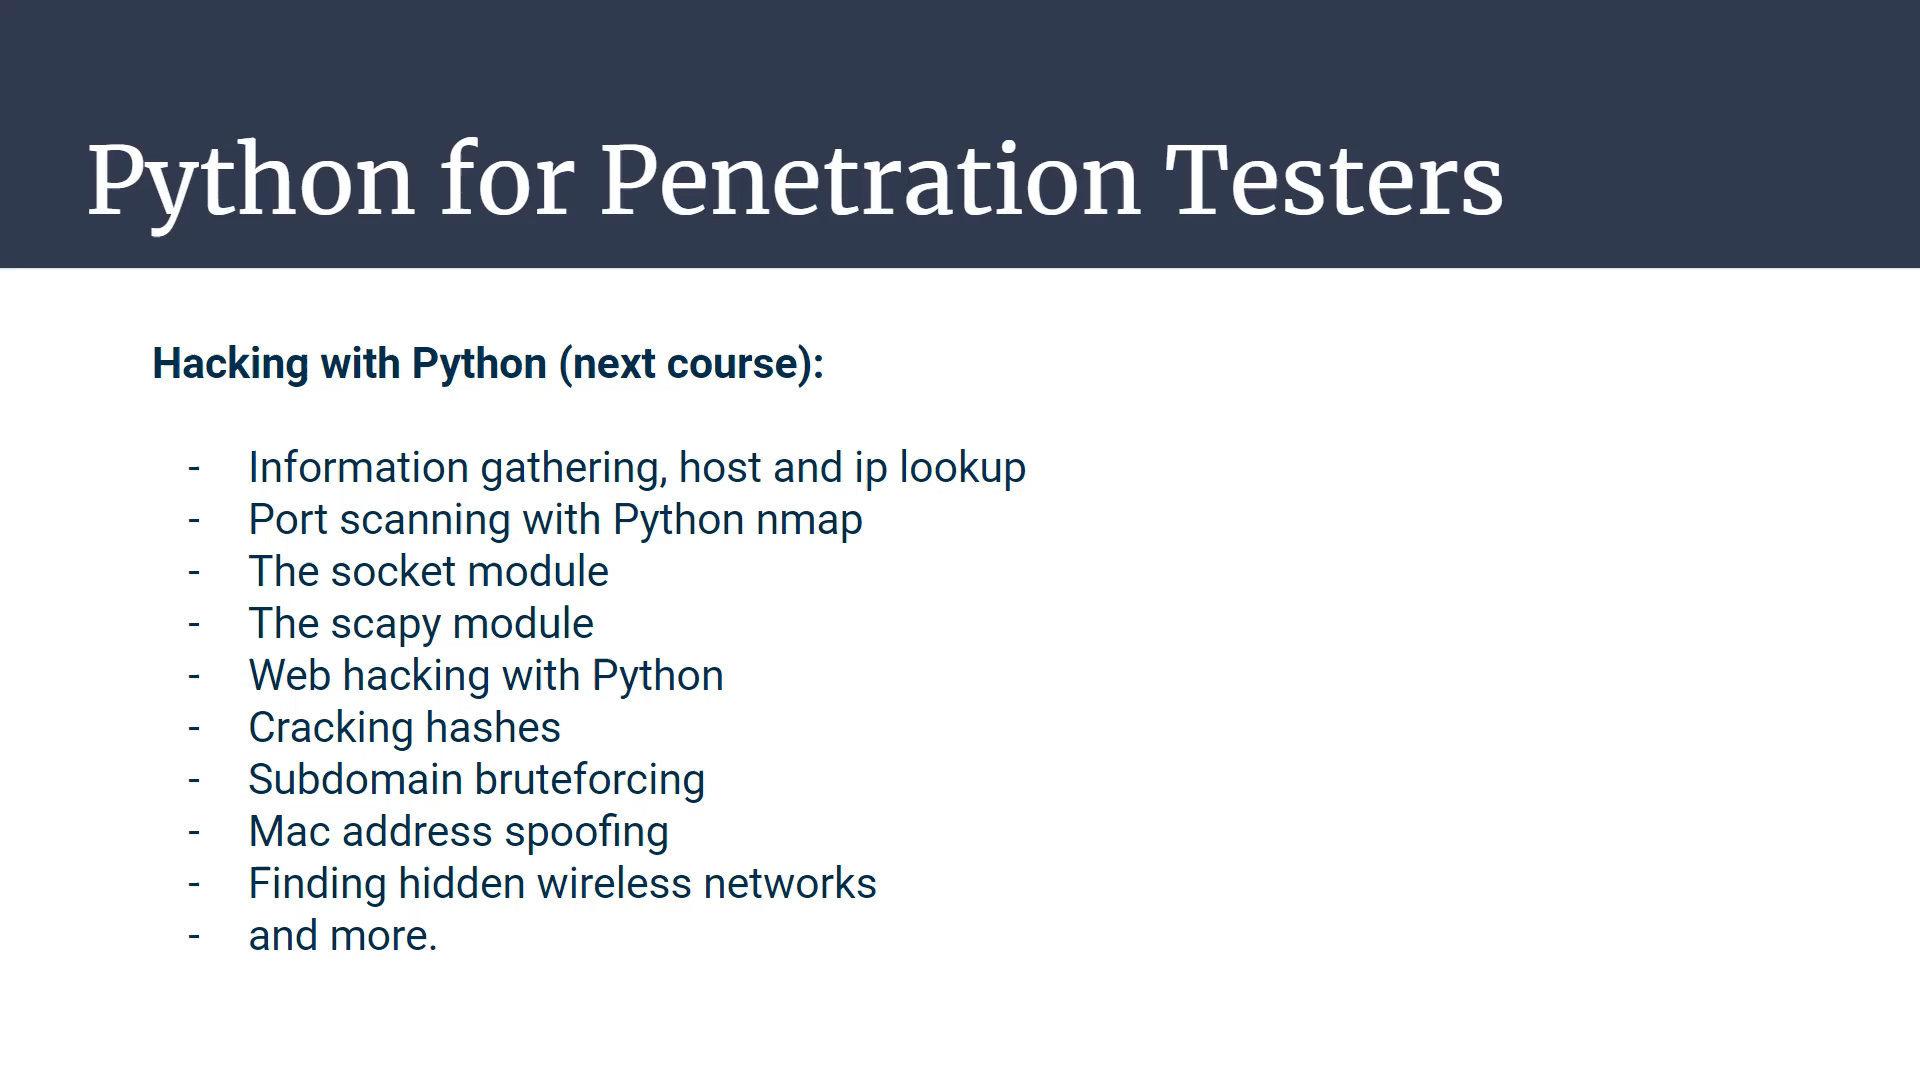 Python for Penetration Testers
Hacking with Python (next course):
- Information gathering, host and ip lookup
- Port scanning with Python nmap
- The socket module
- The scapy module
- Web hacking with Python
- Cracking hashes
- Subdomain bruteforcing
- Mac address spoofing
- Finding hidden wireless networks
- and more.